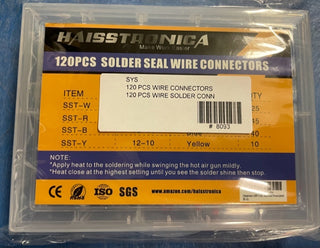 HAISSTRONICA
Make Work Easier
120PCS SOLDER SEAL WIRE CONNECTORS
ITEM
SYS
120 PCS WIRE CONNECTORS
120 PCS WIRE SOLDER CONN
# 8093
SST-W
SST-R
SST-B 40
SST-Y 12-10 Yellow 10
NOTE:
*Apply heat to the soldering while swinging the hot air gun mildly.
*Heat close at the highest setting until you see the solder shine then stop.
CE ISO SGS www.amazon.com/haisstronica